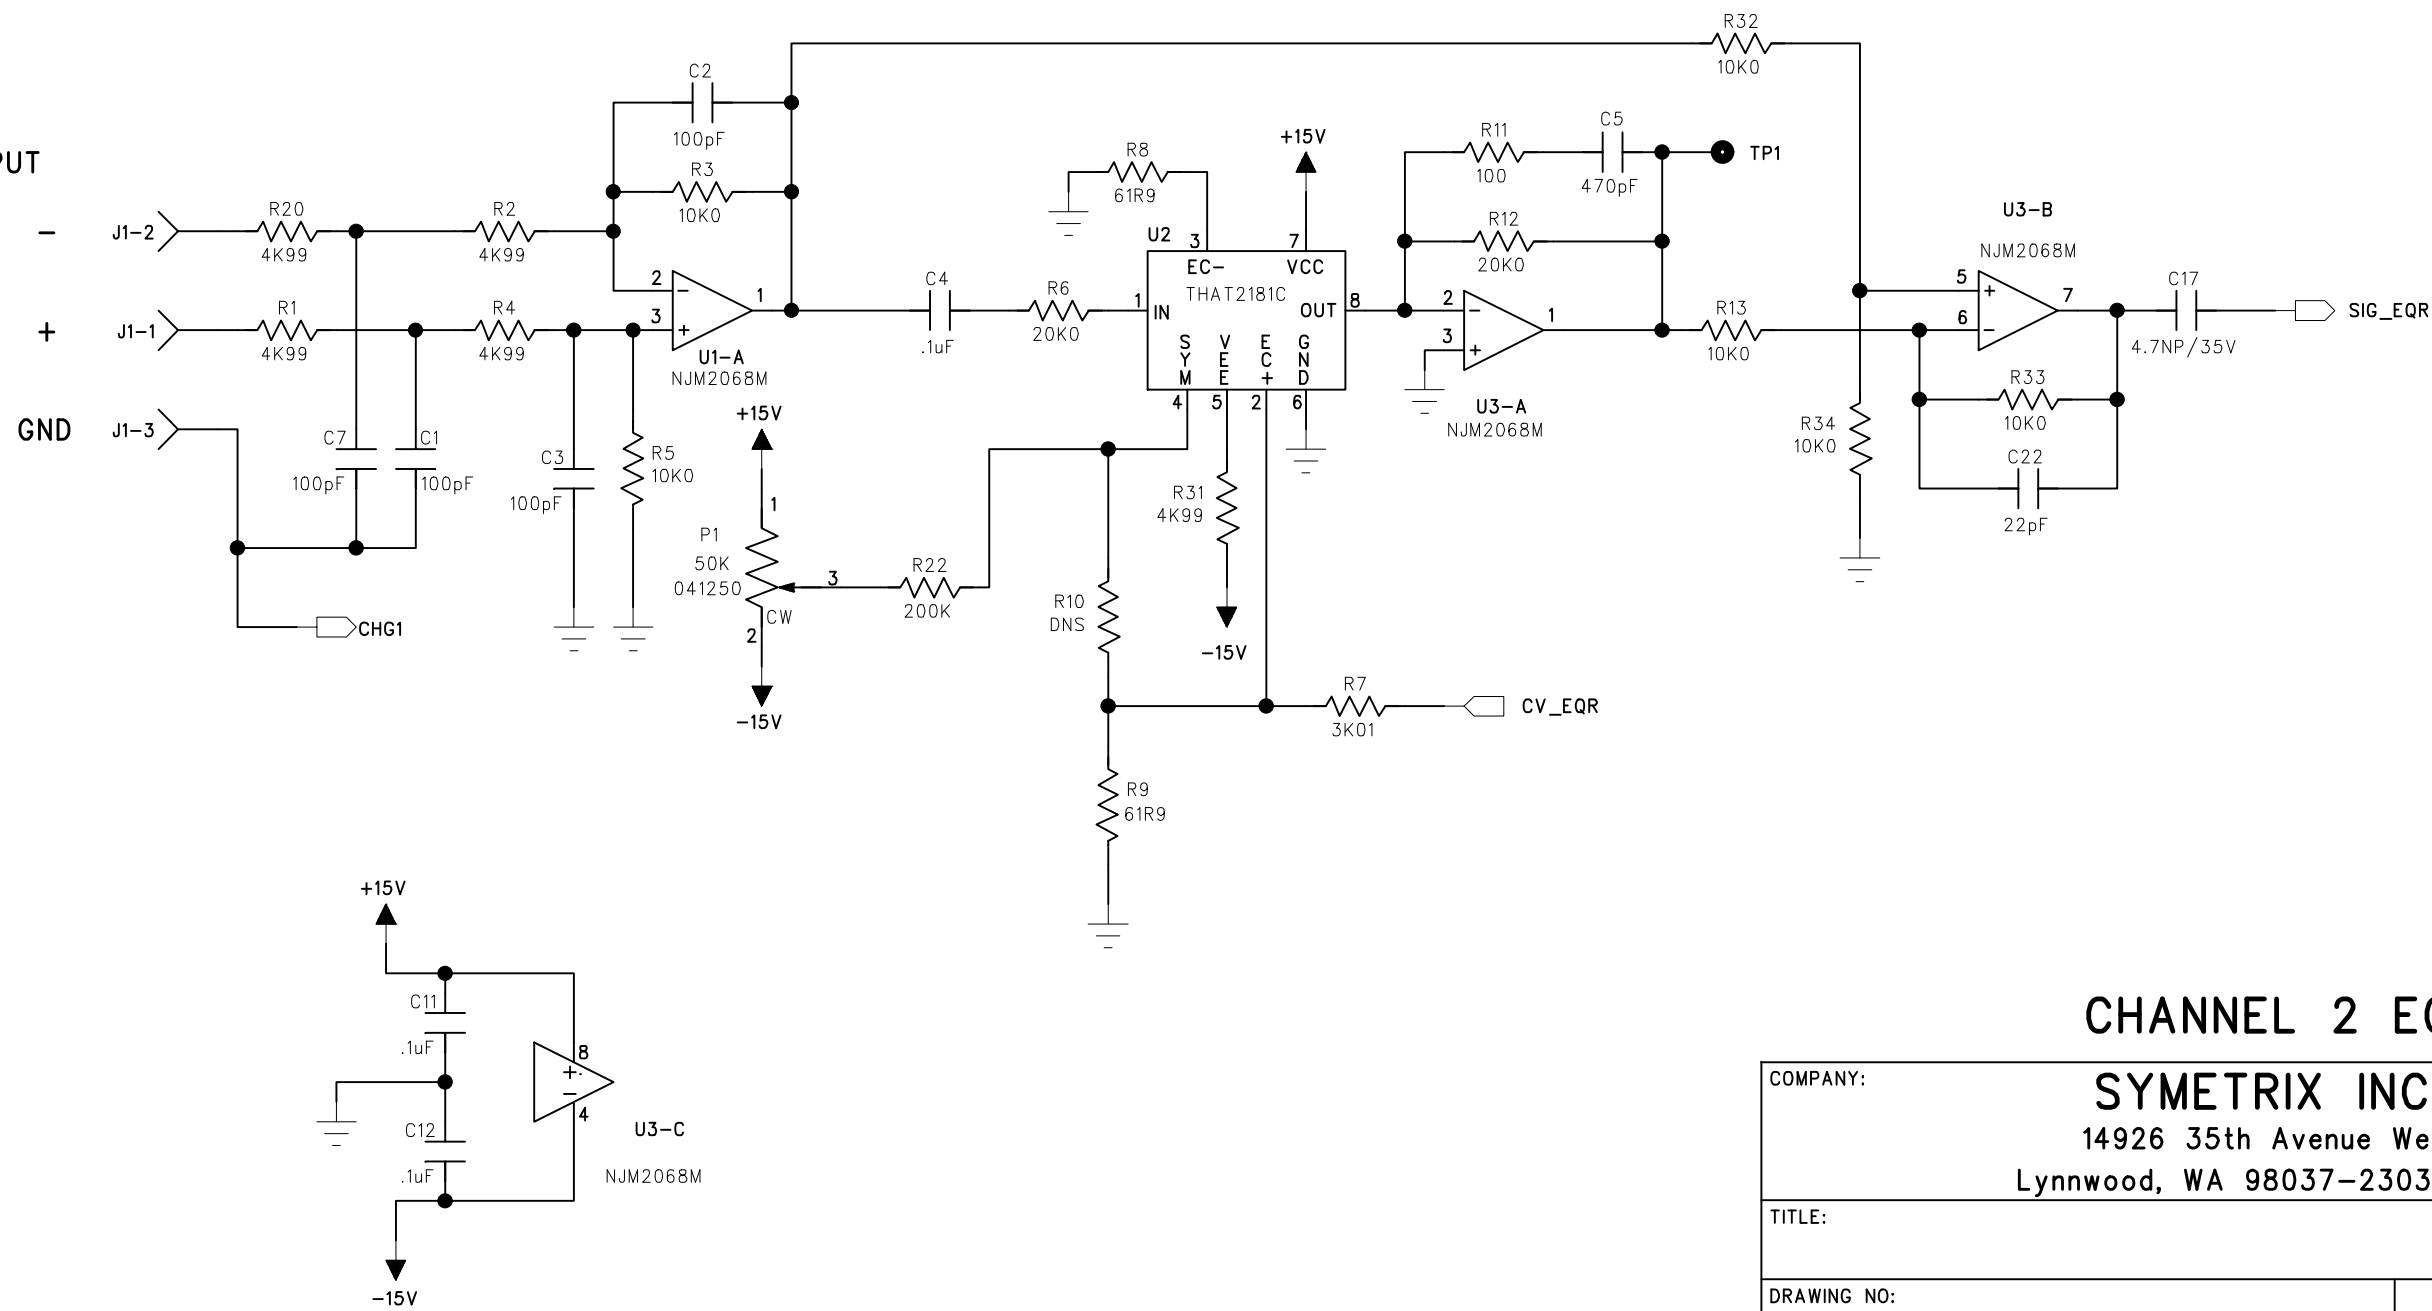 R32
10K0
C2
100pF
R3
10K0
PUT
- J1-2
R20
4K99
R2
4K99
+ J1-1
R1
4K99
R4
4K99
GND J1-3
C7
100pF
C1
100pF
CHG1
C3
100pF
R5
10K0
2
-
3
+
1
U1-A
NJM2068M
C4
.1uF
R6
20K0
R8
61R9
+15V
U2
3
7
EC-
VCC
THAT2181C
1
IN
OUT
8
SYM
VEE
EC+
GND
4
5
2
6
R11
100
C5
470pF
TP1
R12
20K0
2
-
3
+
1
U3-A
NJM2068M
R13
10K0
U3-B
NJM2068M
5
+
6
-
7
C17
4.7NP/35V
SIG_EQR
R33
10K0
C22
22pF
R34
10K0
+15V
1
P1
50K
041250
3
CW
2
-15V
R22
200K
R31
4K99
-15V
R10
DNS
R7
3K01
CV_EQR
R9
61R9
+15V
C11
.1uF
8
+
-
4
C12
.1uF
U3-C
NJM2068M
-15V
CHANNEL 2 EQ
COMPANY:
SYMETRIX INC
14926 35th Avenue We
Lynnwood, WA 98037-2303
TITLE:
DRAWING NO: